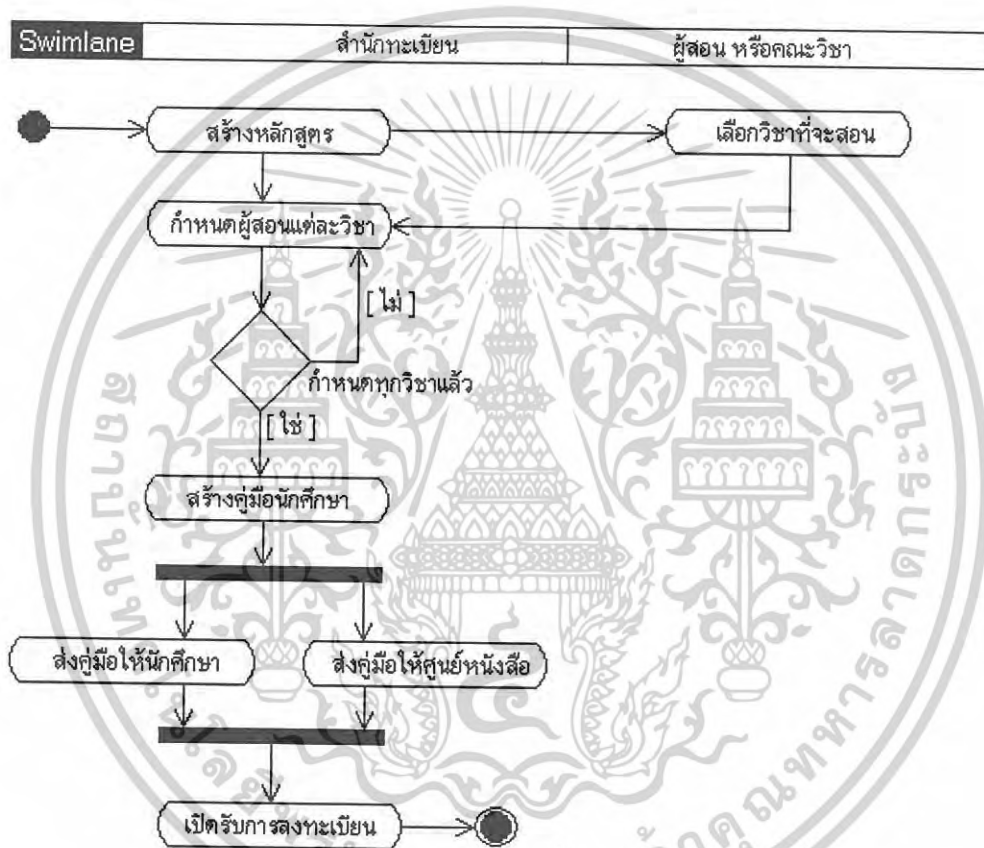 Swimlane
สำนักทะเบียน
ผู้สอน หรือคณะวิชา
สร้างหลักสูตร
เลือกวิชาที่จะสอน
กำหนดผู้สอนแต่ละวิชา
[ ไม่ ]
กำหนดทุกวิชาแล้ว
[ ใช่ ]
สร้างคู่มือนักศึกษา
ส่งคู่มือให้นักศึกษา
ส่งคู่มือให้ศูนย์หนังสือ
เปิดรับการลงทะเบียน